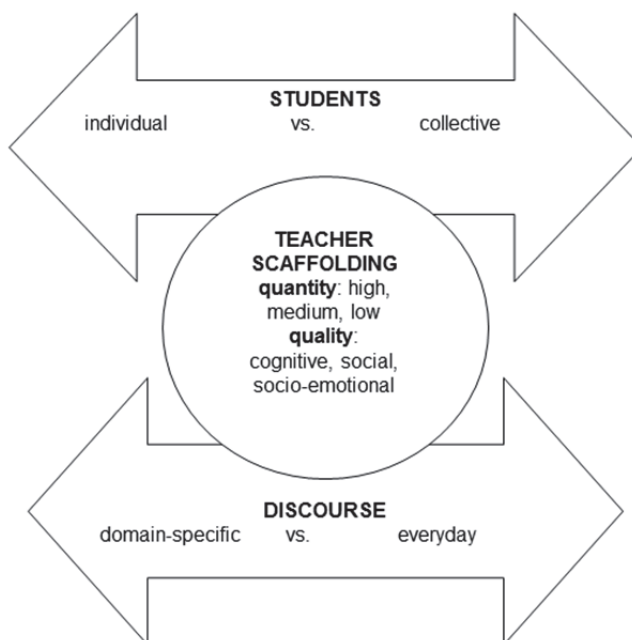 STUDENTS
individual vs. collective
TEACHER
SCAFFOLDING
quantity: high,
medium, low
quality:
cognitive, social,
socio-emotional
DISCOURSE
domain-specific vs. everyday